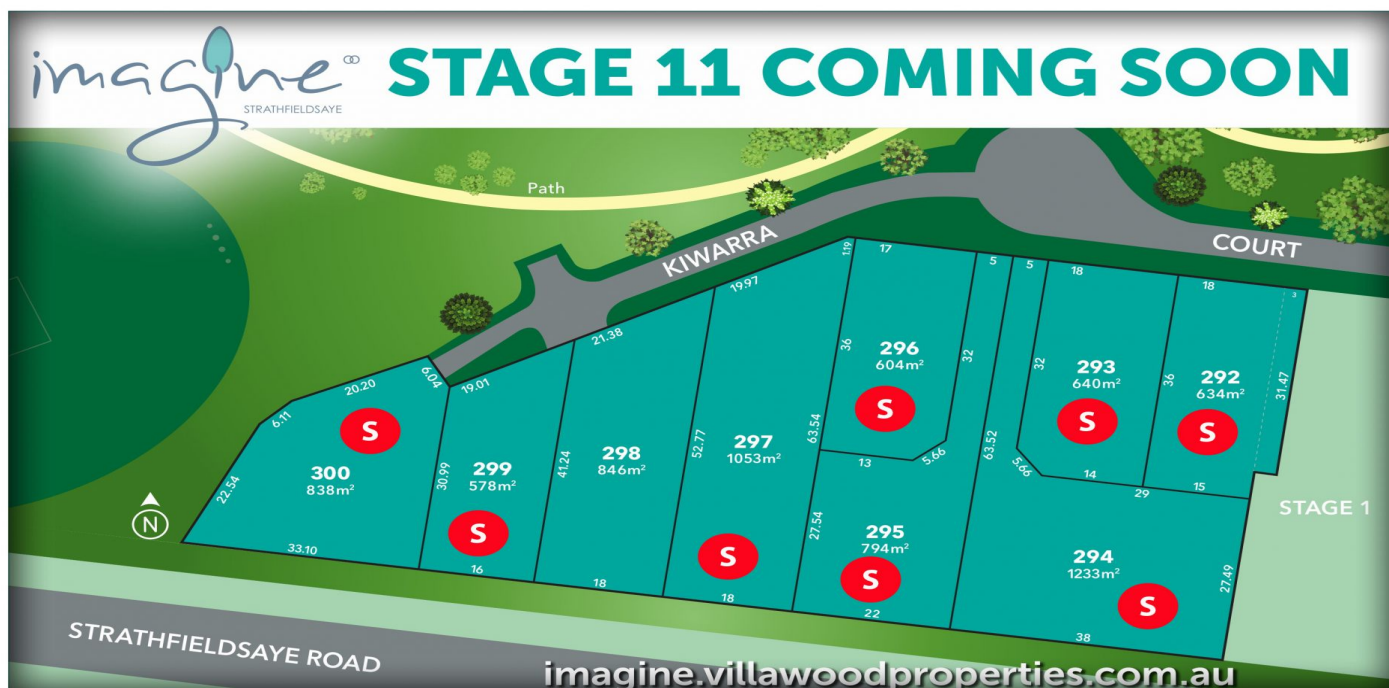 imagine
STRATHFIELDSAYE
STAGE 11 COMING SOON
Path
KIWARRA
COURT
1.19
17
5
5
18
18
3
19.97
21.38
19.01
6.04
20.20
6.11
22.54
300
838m²
S
33.10
30.99
299
578m²
S
16
41.24
298
846m²
18
52.77
297
1053m²
S
18
63.54
36
296
604m²
S
32
13
5.66
27.54
295
794m²
S
22
63.52
32
293
640m²
S
5.66
14
36
292
634m²
S
31.47
15
29
294
1233m²
S
27.49
38
STAGE 1
N
STRATHFIELDSAYE ROAD
imagine.villawoodproperties.com.au